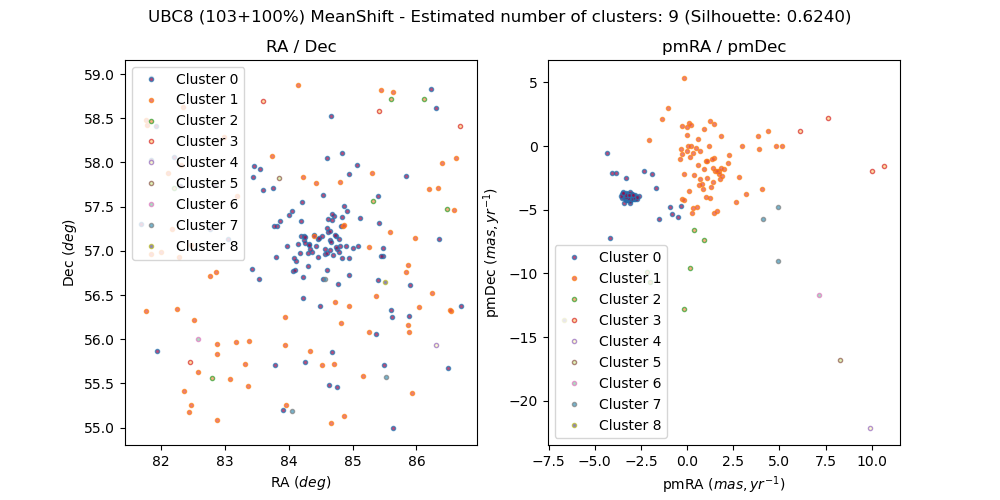 UBC8 (103+100%) MeanShift - Estimated number of clusters: 9 (Silhouette: 0.6240)
RA / Dec
59.0
58.5
58.0
57.5
57.0
56.5
56.0
55.5
55.0
Dec (deg)
Cluster 0
Cluster 1
Cluster 2
Cluster 3
Cluster 4
Cluster 5
Cluster 6
Cluster 7
Cluster 8
82 83 84 85 86
RA (deg)
pmRA / pmDec
5
0
−5
−10
−15
−20
pmDec (mas, yr⁻¹)
Cluster 0
Cluster 1
Cluster 2
Cluster 3
Cluster 4
Cluster 5
Cluster 6
Cluster 7
Cluster 8
−7.5 −5.0 −2.5 0.0 2.5 5.0 7.5 10.0
pmRA (mas, yr⁻¹)